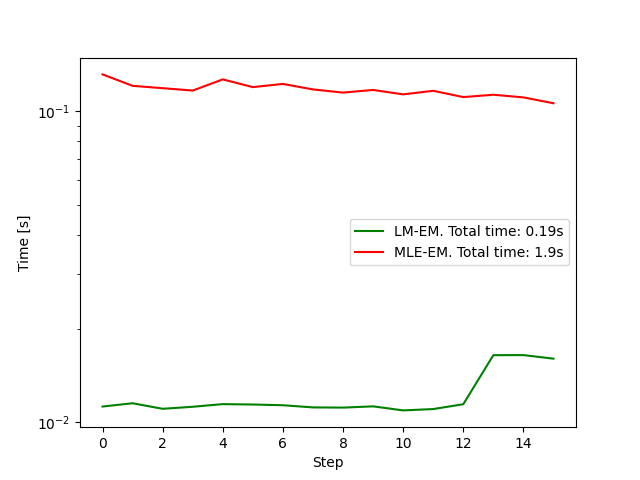 10⁻¹
10⁻²
Time [s]
LM-EM. Total time: 0.19s
MLE-EM. Total time: 1.9s
0 2 4 6 8 10 12 14
Step